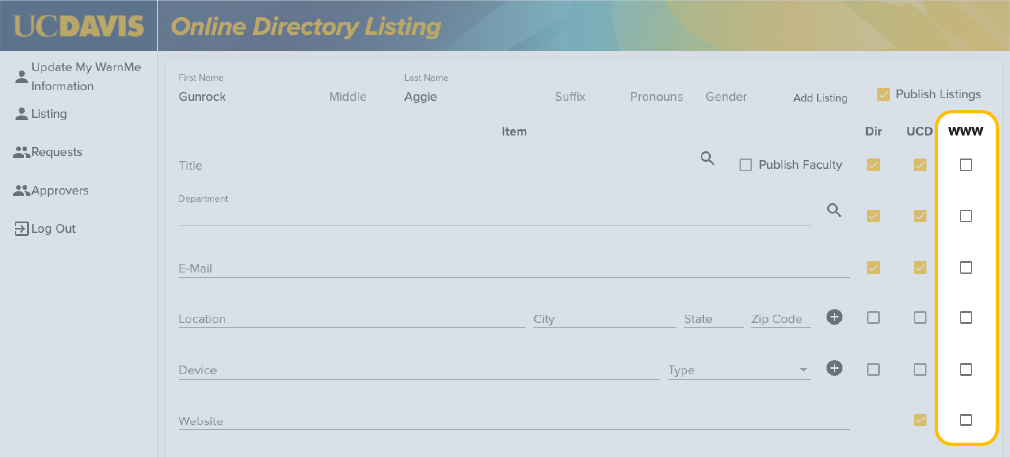 UCDAVIS
Online Directory Listing
Update My WarnMe
Information
Listing
Requests
Approvers
Log Out
First Name
Last Name
Gunrock Middle Aggie Suffix Pronouns Gender Add Listing Publish Listings
Item Dir UCD WWW
Title Publish Faculty
Department
E-Mail
Location City State Zip Code
Device Type
Website